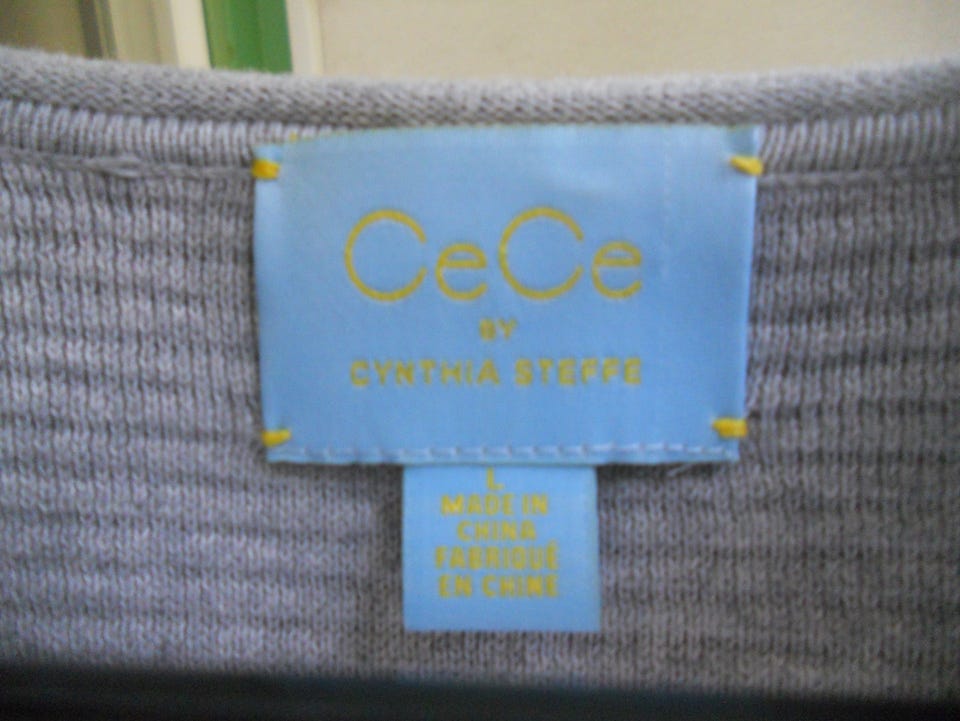 CeCe
BY
CYNTHIA STEFFE
L
MADE IN
CHINA
FABRIQUÉ
EN CHINE